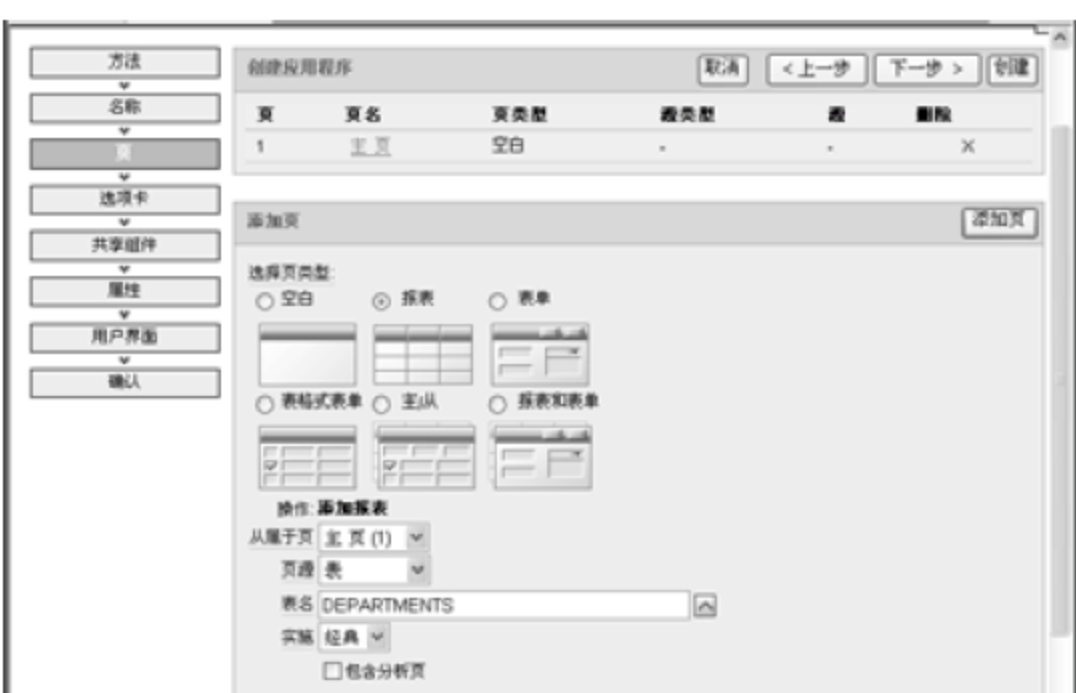 方法
名称
页
选项卡
共享组件
属性
用户界面
确认
创建应用程序 取消 <上一步 下一步 > 创建
页 页名 页类型 源类型 源 删除
1 主页 空白 - - X
添加页 添加页
选择页类型:
空白 报表 表单
表格式表单 主/从 报表和表单
操作: 添加报表
从属于页 主页 (1)
页源 表
表名 DEPARTMENTS
实施 经典
包含分析页